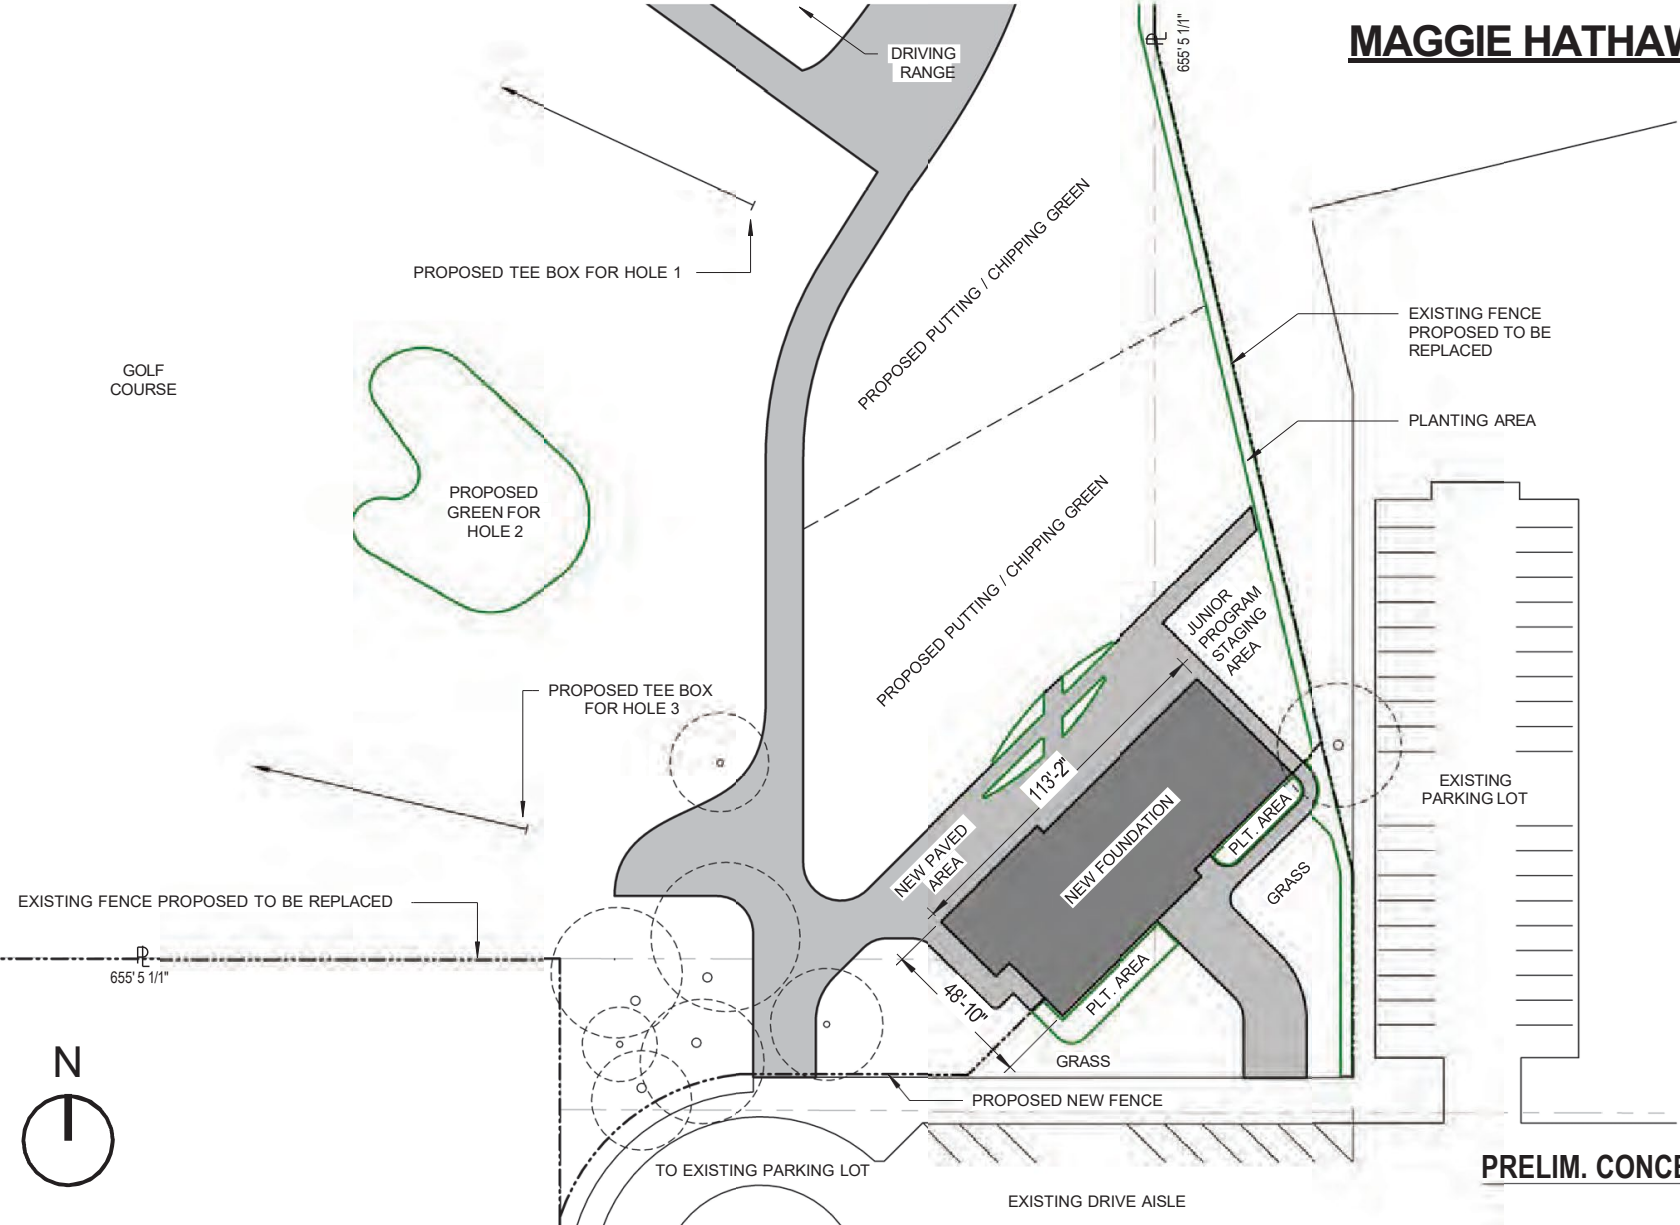 MAGGIE HATHAW
DRIVING
RANGE
PL
655' 5 1/1"
PROPOSED TEE BOX FOR HOLE 1
PROPOSED PUTTING / CHIPPING GREEN
EXISTING FENCE
PROPOSED TO BE
REPLACED
GOLF
COURSE
PLANTING AREA
PROPOSED
GREEN FOR
HOLE 2
PROPOSED PUTTING / CHIPPING GREEN
JUNIOR
PROGRAM
STAGING
AREA
PROPOSED TEE BOX
FOR HOLE 3
113'-2"
EXISTING
PARKING LOT
PLT. AREA
NEW PAVED
AREA
NEW FOUNDATION
GRASS
EXISTING FENCE PROPOSED TO BE REPLACED
PL
655' 5 1/1"
PLT. AREA
48'-10"
GRASS
N
PROPOSED NEW FENCE
TO EXISTING PARKING LOT
PRELIM. CONCE
EXISTING DRIVE AISLE